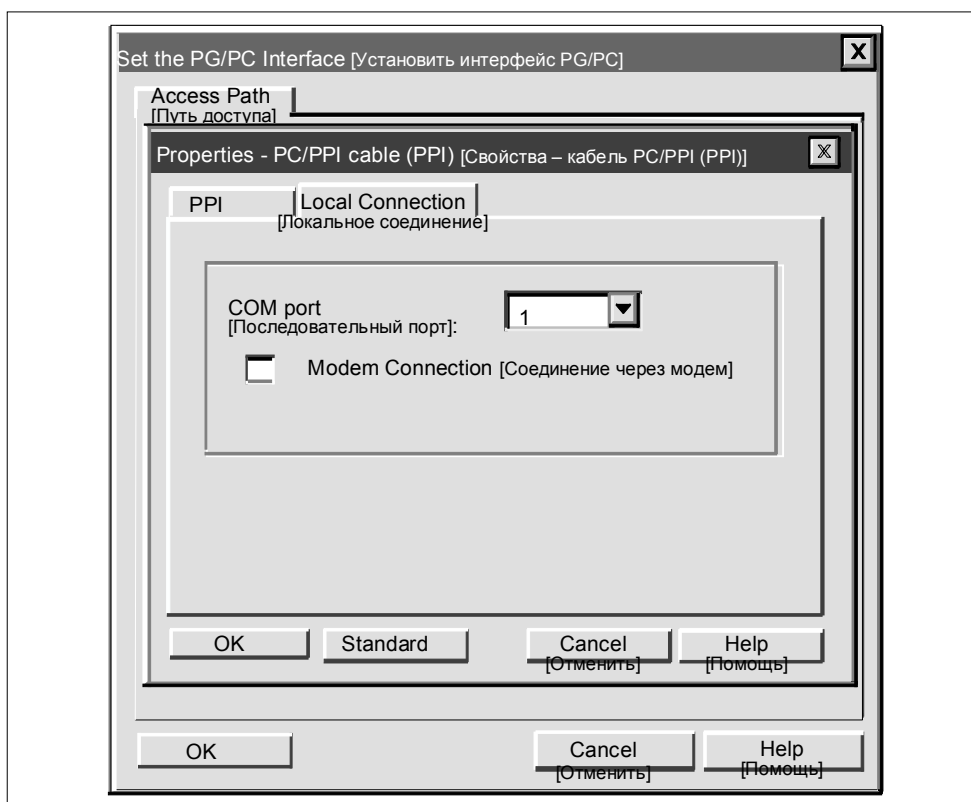 Set the PG/PC Interface [Установить интерфейс PG/PC] X
Access Path
[Путь доступа]
Properties - PC/PPI cable (PPI) [Свойства – кабель PC/PPI (PPI)] X
PPI Local Connection
[Локальное соединение]
COM port
[Последовательный порт]: 1
Modem Connection [Соединение через модем]
OK Standard Cancel Help
[Отменить] [Помощь]
OK Cancel Help
[Отменить] [Помощь]